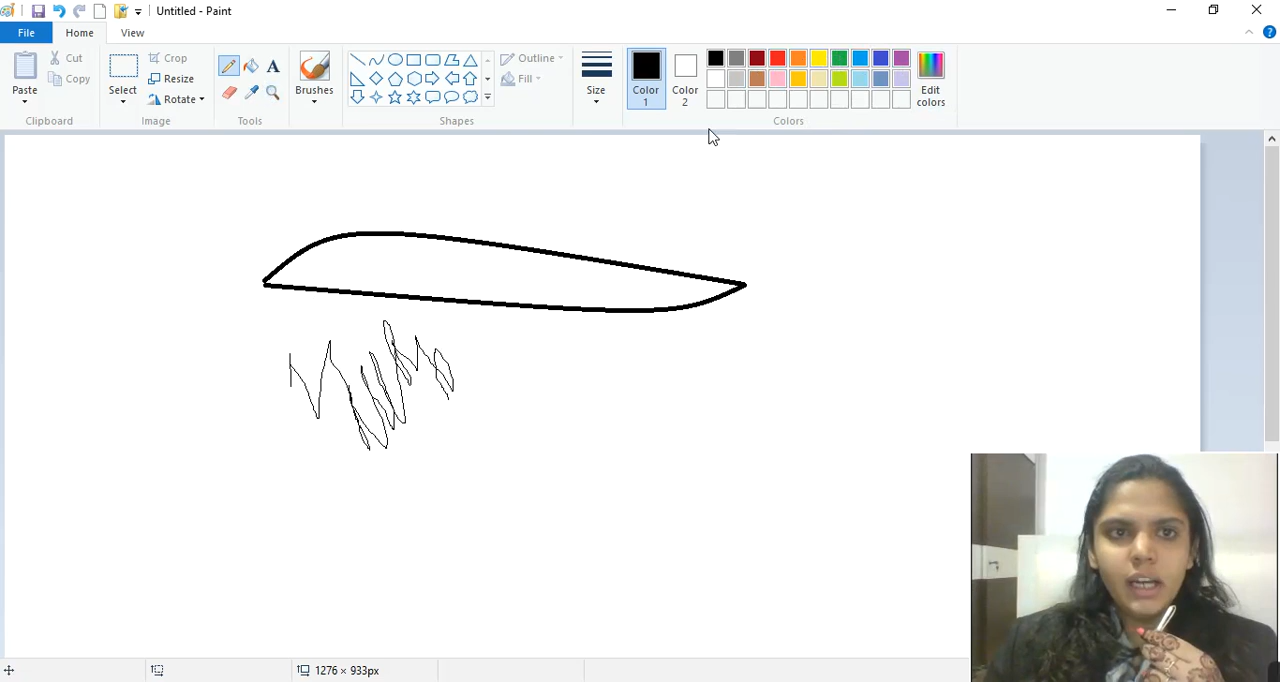 Untitled - Paint
File
Home
View
Cut
Copy
Paste
Clipboard
Crop
Resize
Rotate
Select
Image
A
Tools
Brushes
Outline
Fill
Shapes
Size
Color
1
Color
2
Edit
colors
Colors
1276 × 933px